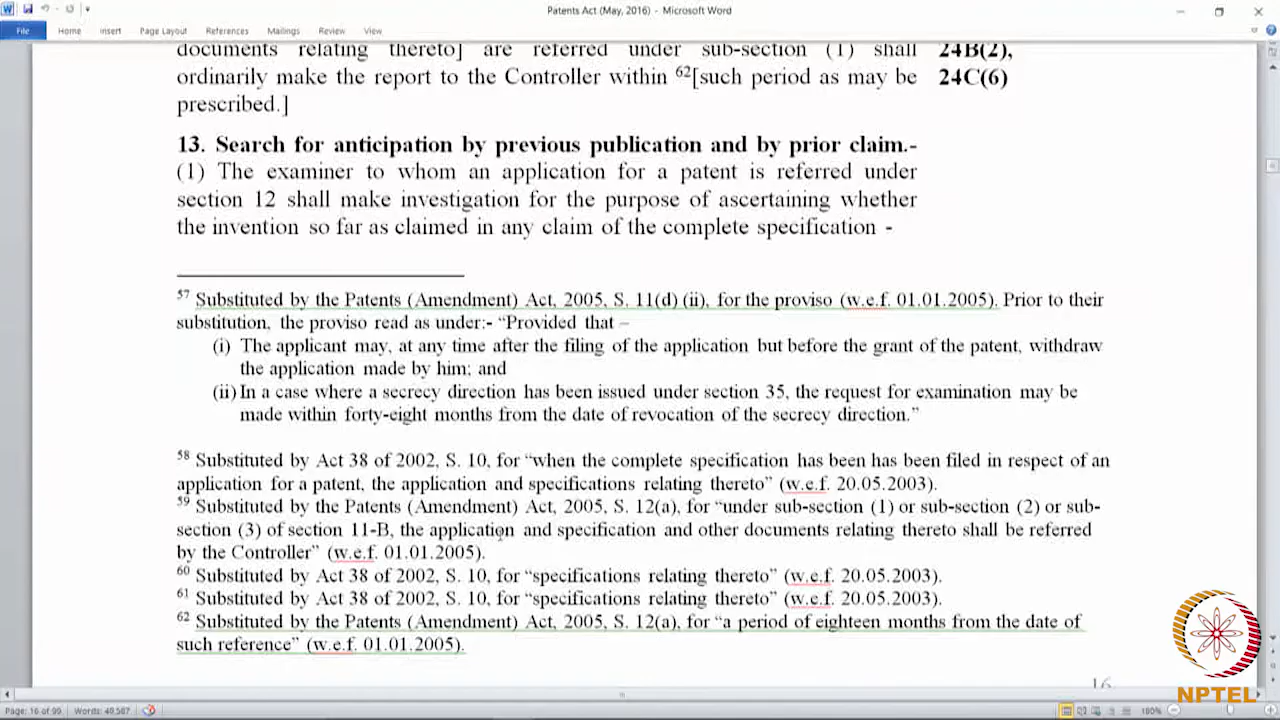 Patents Act (May, 2016) - Microsoft Word
File Home Insert Page Layout References Mailings Review View
documents relating thereto] are referred under sub-section (1) shall 24B(2),
ordinarily make the report to the Controller within 62[such period as may be 24C(6)
prescribed.]
13. Search for anticipation by previous publication and by prior claim.-
(1) The examiner to whom an application for a patent is referred under
section 12 shall make investigation for the purpose of ascertaining whether
the invention so far as claimed in any claim of the complete specification -
57 Substituted by the Patents (Amendment) Act, 2005, S. 11(d) (ii), for the proviso (w.e.f. 01.01.2005). Prior to their
substitution, the proviso read as under:- “Provided that –
(i) The applicant may, at any time after the filing of the application but before the grant of the patent, withdraw
the application made by him; and
(ii) In a case where a secrecy direction has been issued under section 35, the request for examination may be
made within forty-eight months from the date of revocation of the secrecy direction.”
58 Substituted by Act 38 of 2002, S. 10, for “when the complete specification has been has been filed in respect of an
application for a patent, the application and specifications relating thereto” (w.e.f. 20.05.2003).
59 Substituted by the Patents (Amendment) Act, 2005, S. 12(a), for “under sub-section (1) or sub-section (2) or sub-
section (3) of section 11-B, the application and specification and other documents relating thereto shall be referred
by the Controller” (w.e.f. 01.01.2005).
60 Substituted by Act 38 of 2002, S. 10, for “specifications relating thereto” (w.e.f. 20.05.2003).
61 Substituted by Act 38 of 2002, S. 10, for “specifications relating thereto” (w.e.f. 20.05.2003).
62 Substituted by the Patents (Amendment) Act, 2005, S. 12(a), for “a period of eighteen months from the date of
such reference” (w.e.f. 01.01.2005).
16
NPTEL
Page: 16 of 99 Words: 40,587 180%